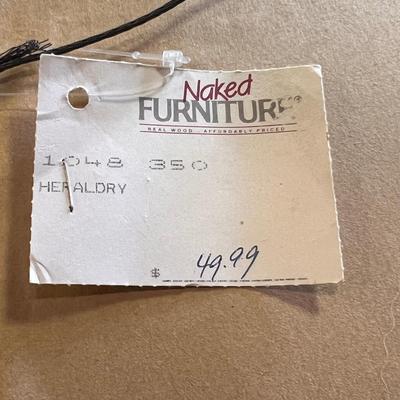 Naked
FURNITURE
REAL WOOD... AFFORDABLY PRICED
1048 350
HERALDRY
$ 49.99